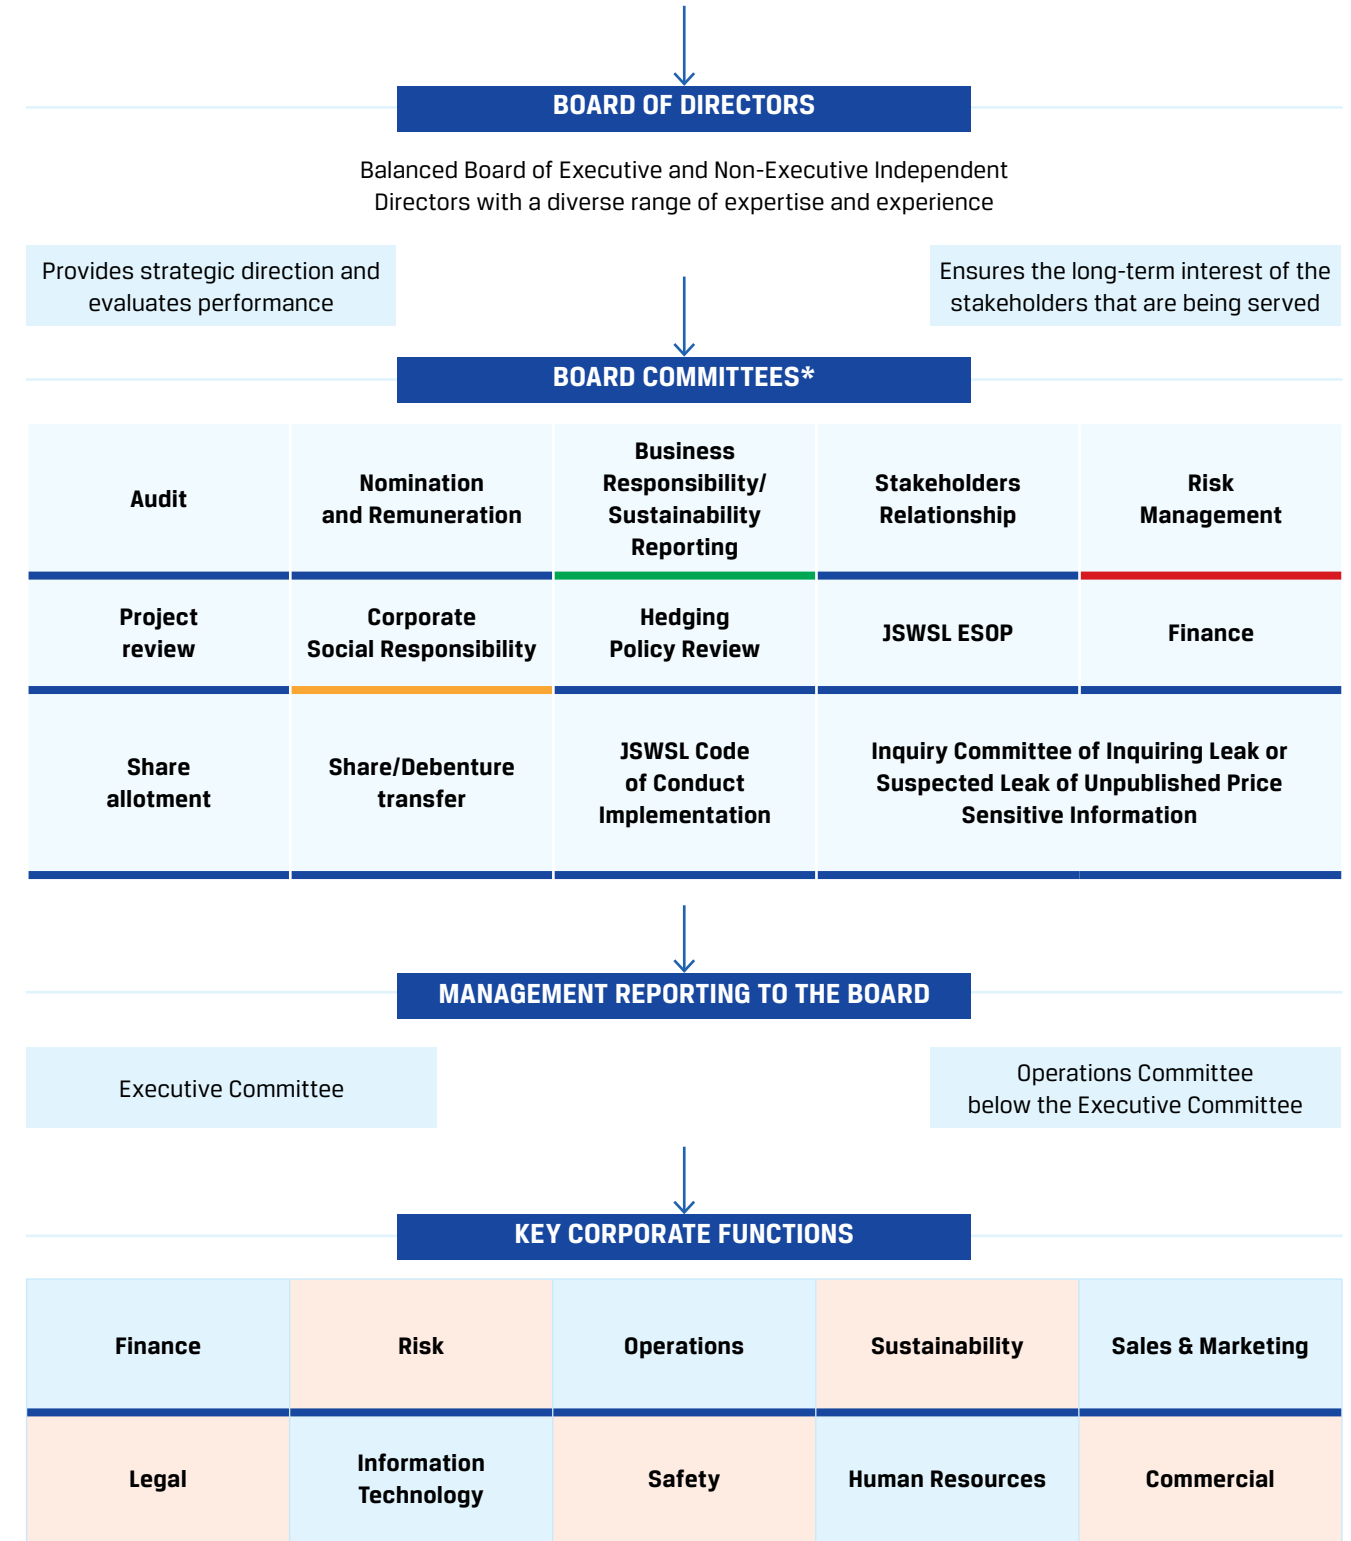 BOARD OF DIRECTORS
Balanced Board of Executive and Non-Executive Independent
Directors with a diverse range of expertise and experience
Provides strategic direction and
evaluates performance
Ensures the long-term interest of the
stakeholders that are being served
BOARD COMMITTEES*
Audit
Nomination
and Remuneration
Business
Responsibility/
Sustainability
Reporting
Stakeholders
Relationship
Risk
Management
Project
review
Corporate
Social Responsibility
Hedging
Policy Review
JSWSL ESOP
Finance
Share
allotment
Share/Debenture
transfer
JSWSL Code
of Conduct
Implementation
Inquiry Committee of Inquiring Leak or
Suspected Leak of Unpublished Price
Sensitive Information
MANAGEMENT REPORTING TO THE BOARD
Executive Committee
Operations Committee
below the Executive Committee
KEY CORPORATE FUNCTIONS
Finance
Risk
Operations
Sustainability
Sales & Marketing
Legal
Information
Technology
Safety
Human Resources
Commercial